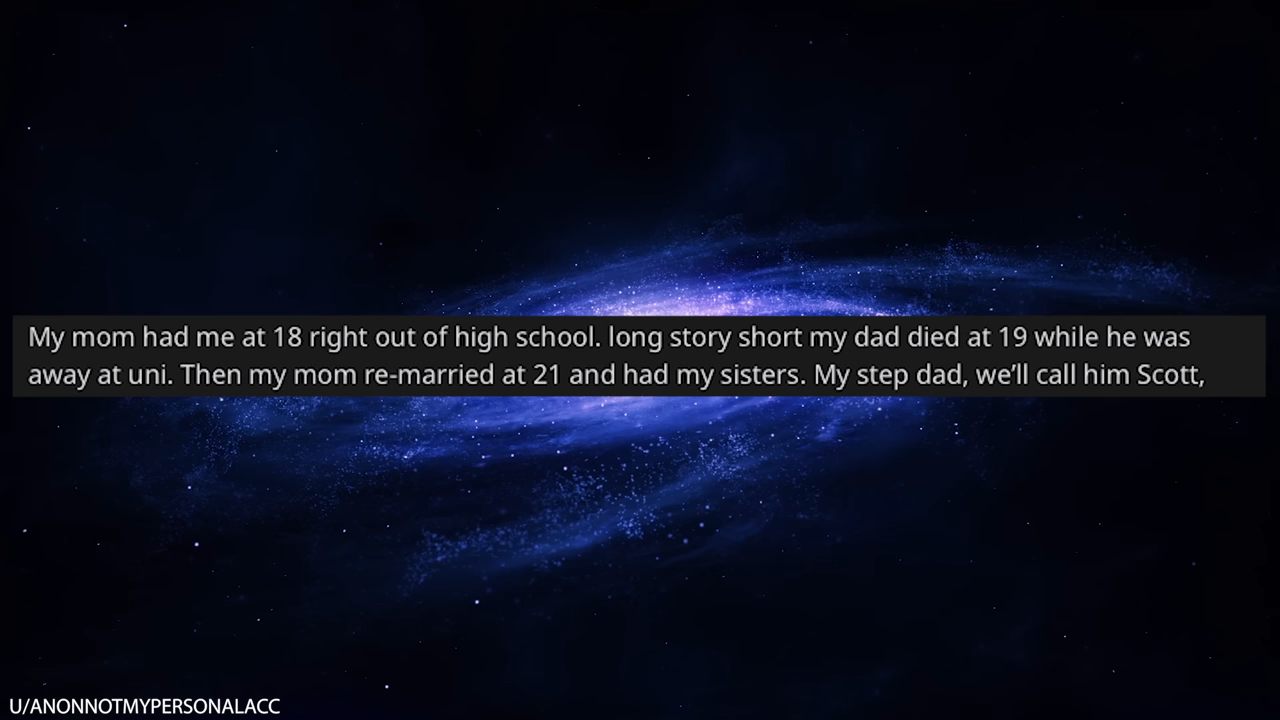 My mom had me at 18 right out of high school. long story short my dad died at 19 while he was
away at uni. Then my mom re-married at 21 and had my sisters. My step dad, we’ll call him Scott,
U/ANONNOTMYPERSONALACC